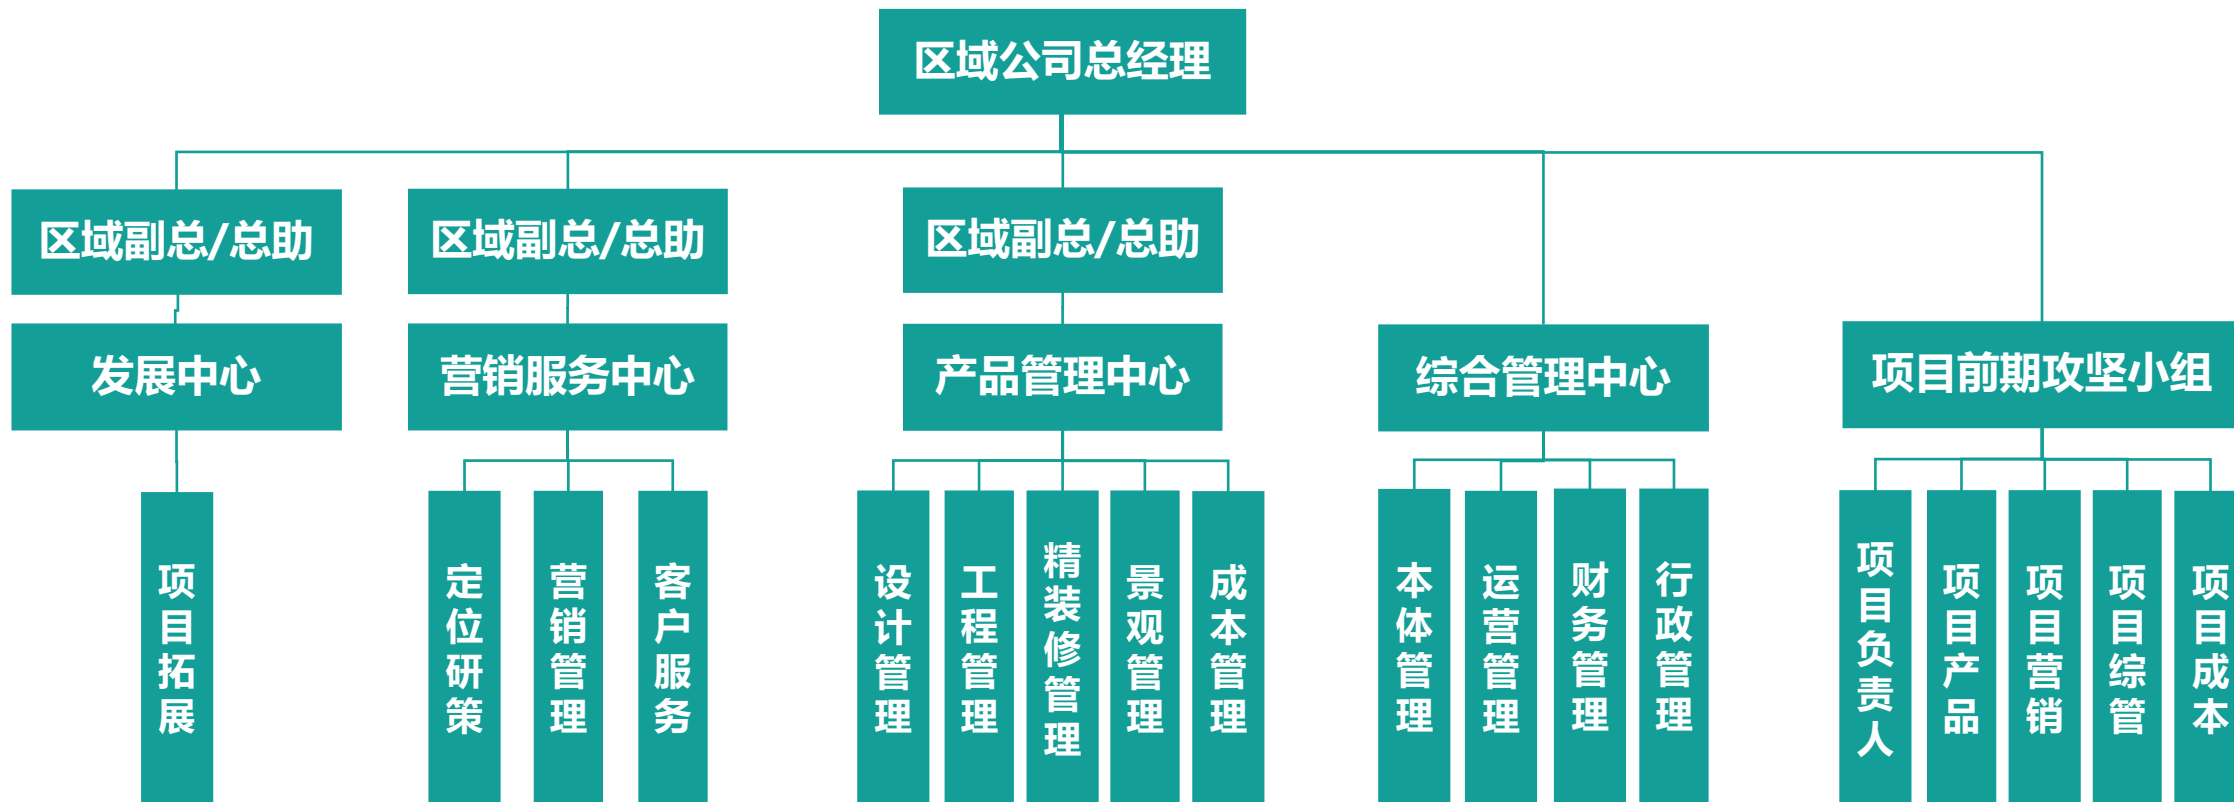 区域公司总经理
区域副总/总助
区域副总/总助
区域副总/总助
发展中心
营销服务中心
产品管理中心
综合管理中心
项目前期攻坚小组
项目拓展
定位研策
营销管理
客户服务
设计管理
工程管理
精装修管理
景观管理
成本管理
本体管理
运营管理
财务管理
行政管理
项目负责人
项目产品
项目营销
项目综管
项目成本